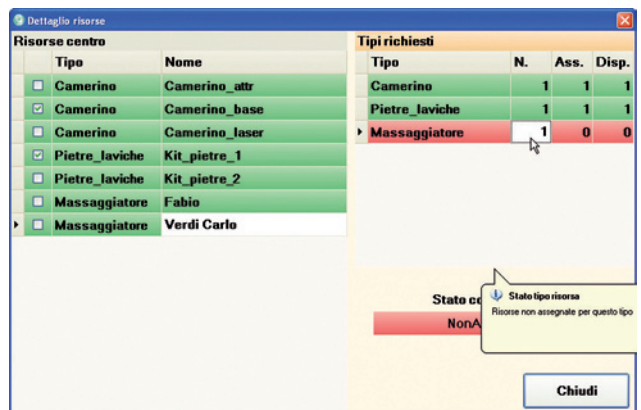 Dettaglio risorse
Risorse centro
Tipo Nome
Camerino Camerino_attr
Camerino Camerino_base
Camerino Camerino_laser
Pietre_laviche Kit_pietre_1
Pietre_laviche Kit_pietre_2
Massaggiatore Fabio
Massaggiatore Verdi Carlo
Tipi richiesti
Tipo N. Ass. Disp.
Camerino 1 1 1
Pietre_laviche 1 1 1
Massaggiatore 1 0 0
Stato
Stato tipo risorsa
Risorse non assegnate per questo tipo
Chiudi